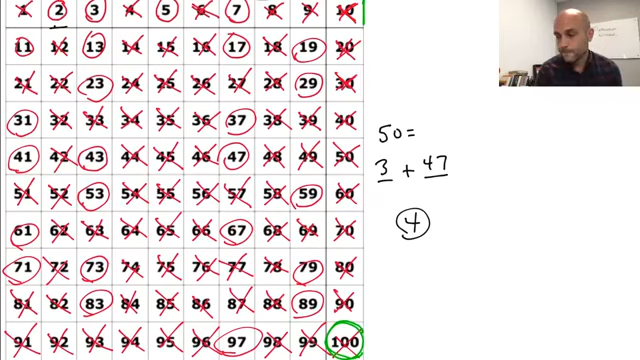 1 2 3 4 5 6 7 8 9 10
11 12 13 14 15 16 17 18 19 20
21 22 23 24 25 26 27 28 29 30
31 32 33 34 35 36 37 38 39 40
41 42 43 44 45 46 47 48 49 50
51 52 53 54 55 56 57 58 59 60
61 62 63 64 65 66 67 68 69 70
71 72 73 74 75 76 77 78 79 80
81 82 83 84 85 86 87 88 89 90
91 92 93 94 95 96 97 98 99 100
50=
3 + 47
4